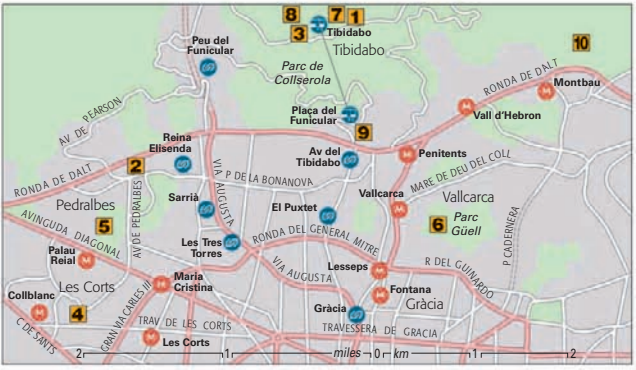 8
7
1
3
Tibidabo
Tibidabo
10
Peu del
Funicular
Parc de
Collserola
RONDA DE DALT
Montbau
AV DE PEARSON
Plaça del
Funicular
Vall d'Hebron
9
Reina
Elisenda
Av del
Tibidabo
Penitents
2
RONDA DE DALT
VIA AUGUSTA
P DE LA BONANOVA
MARE DE DEU DEL COLL
Pedralbes
AV DE PEDRALBES
Sarrià
El Puxtet
Vallcarca
Vallcarca
5
6
Parc
Güell
P CADERNERA
AVINGUDA DIAGONAL
Les Tres
Torres
RONDA DEL GENERAL MITRE
Palau
Reial
VIA AUGUSTA
Lesseps
R DEL GUINARDO
Les Corts
Maria
Cristina
Fontana
Gràcia
Collblanc
GRAN VIA CARLES III
4
Gràcia
C DE SANTS
TRAV DE LES CORTS
TRAVESSERA DE GRACIA
Les Corts
2 1 miles 0 km 1 2